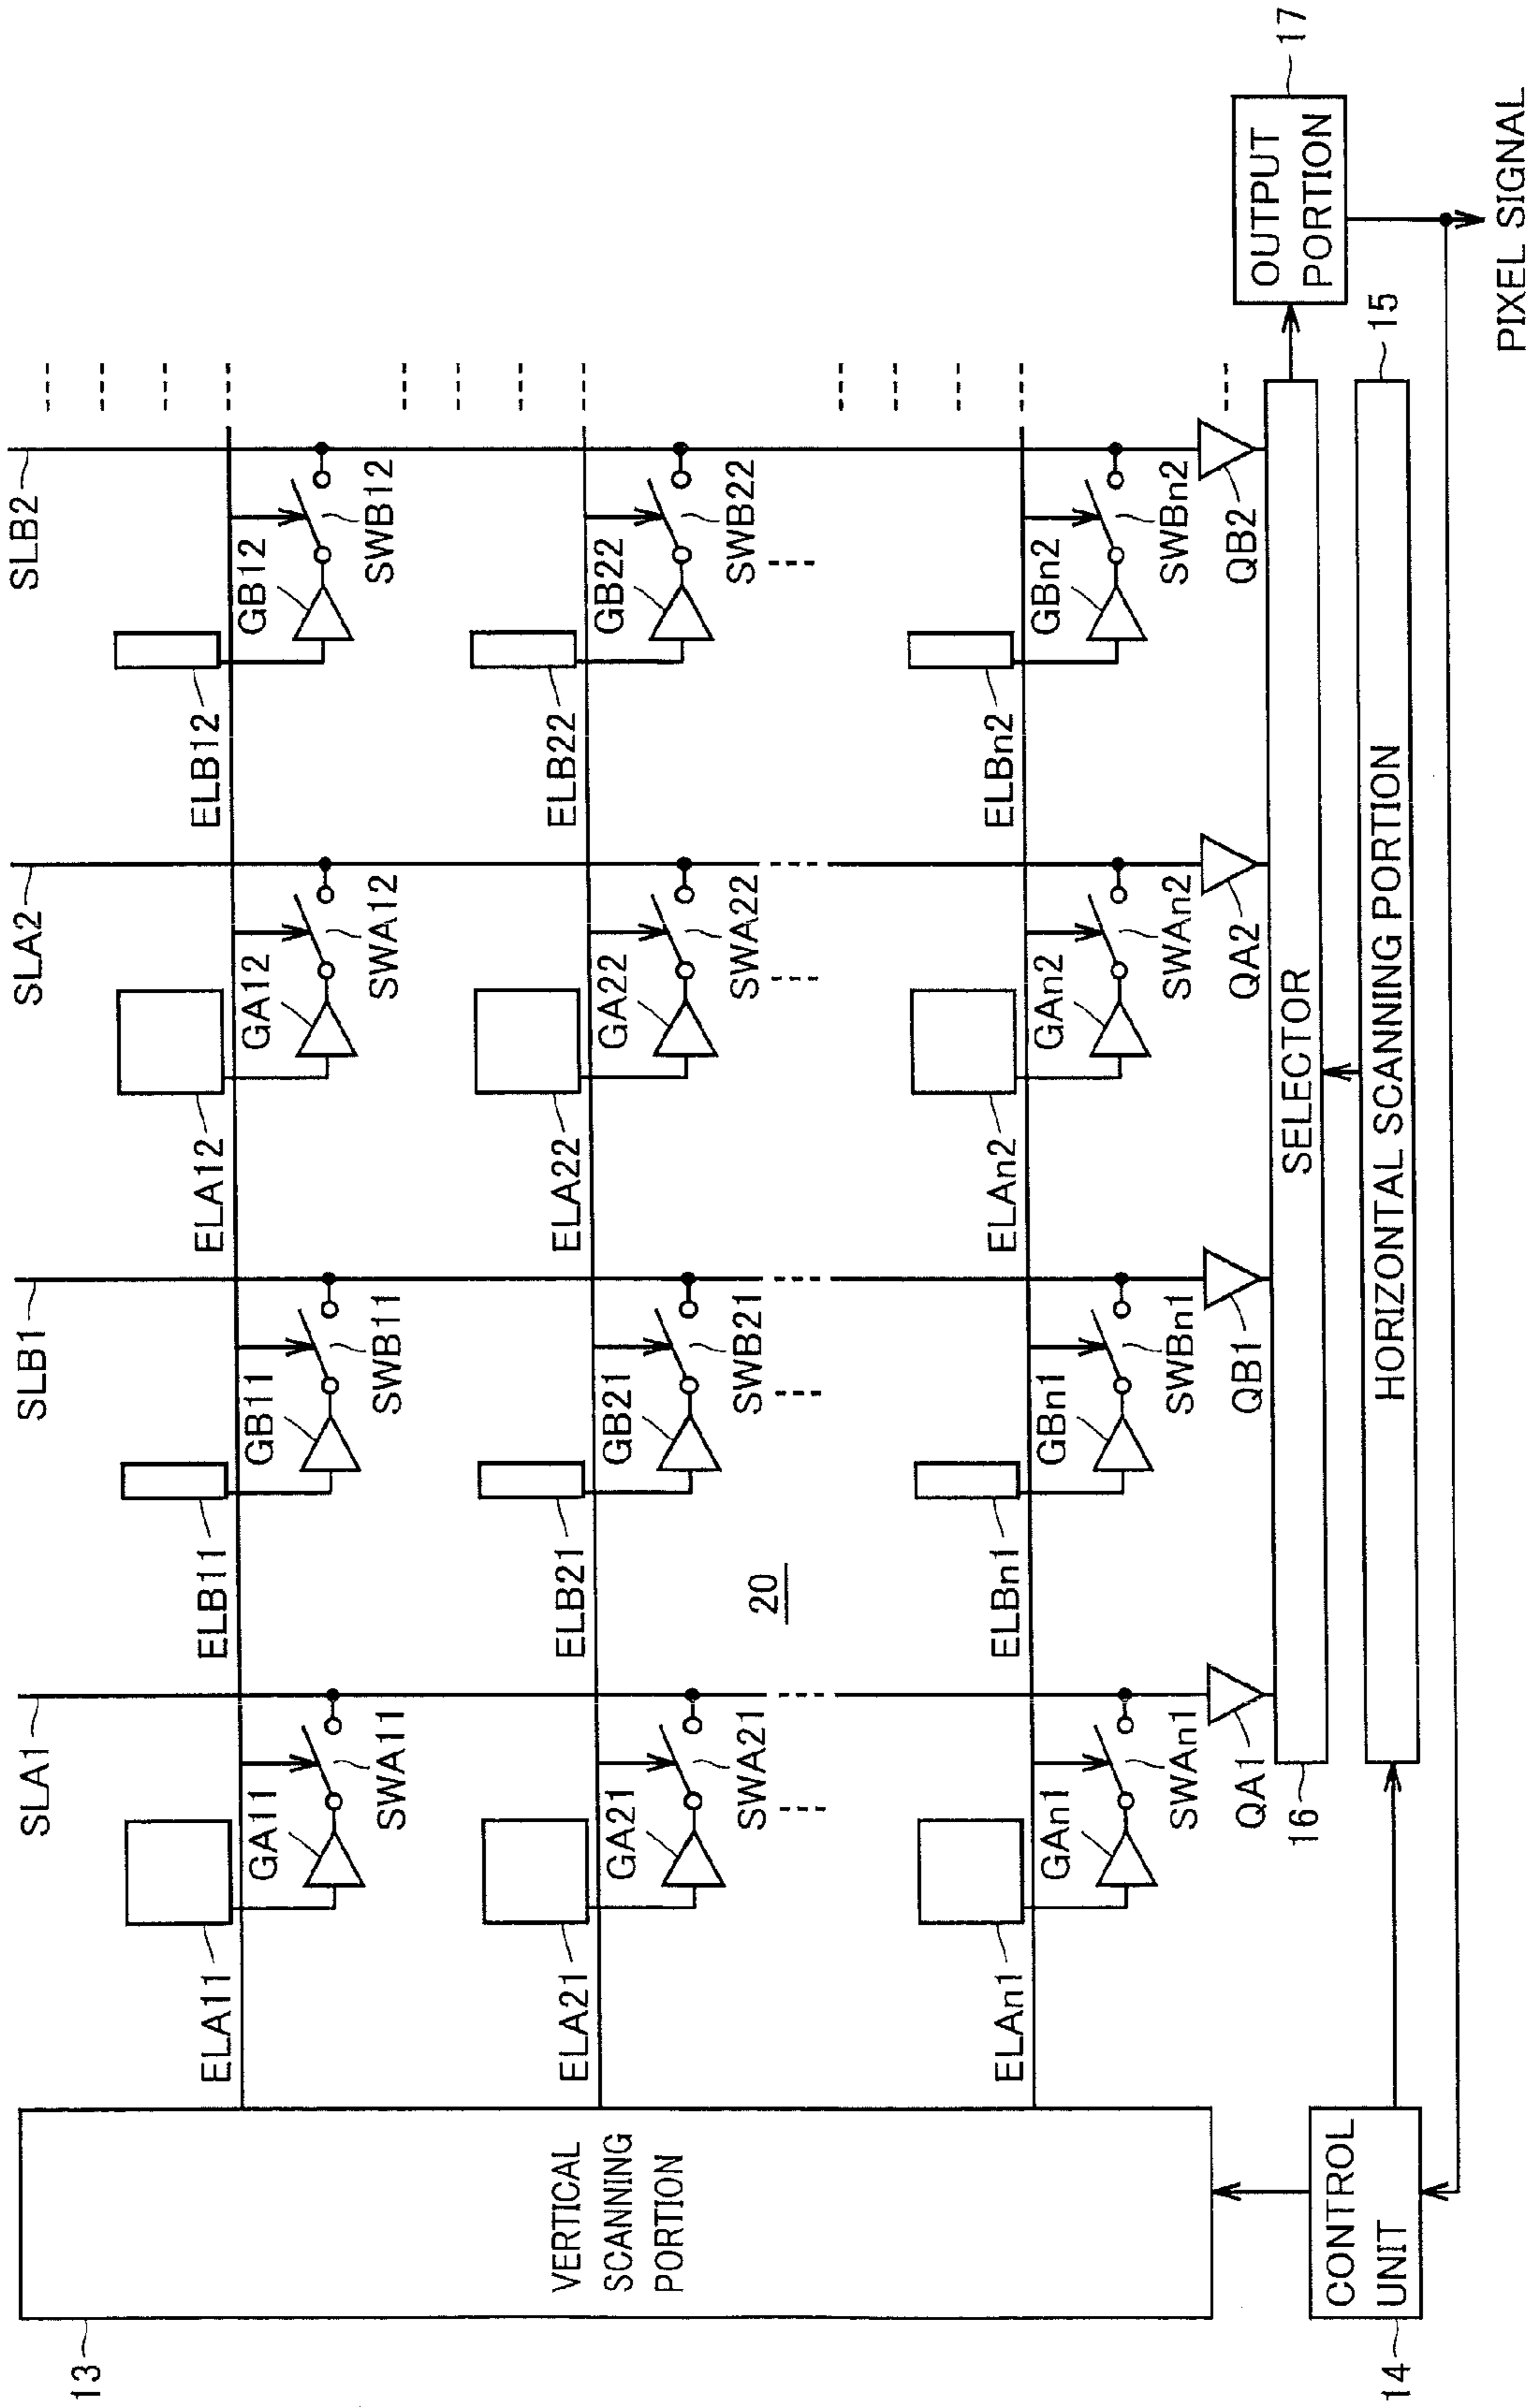 SLA1
SLB1
SLA2
SLB2
13
VERTICAL
SCANNING
PORTION
ELA11
GA11
SWA11
ELB11
GB11
SWB11
ELA12
GA12
SWA12
ELB12
GB12
SWB12
ELA21
GA21
SWA21
ELB21
GB21
SWB21
ELA22
GA22
SWA22
ELB22
GB22
SWB22
20
ELAn1
GAn1
SWAn1
ELBn1
GBn1
SWBn1
ELAn2
GAn2
SWAn2
ELBn2
GBn2
SWBn2
QA1
QB1
QA2
QB2
16
SELECTOR
OUTPUT
PORTION
17
14
CONTROL
UNIT
HORIZONTAL SCANNING PORTION
15
PIXEL SIGNAL